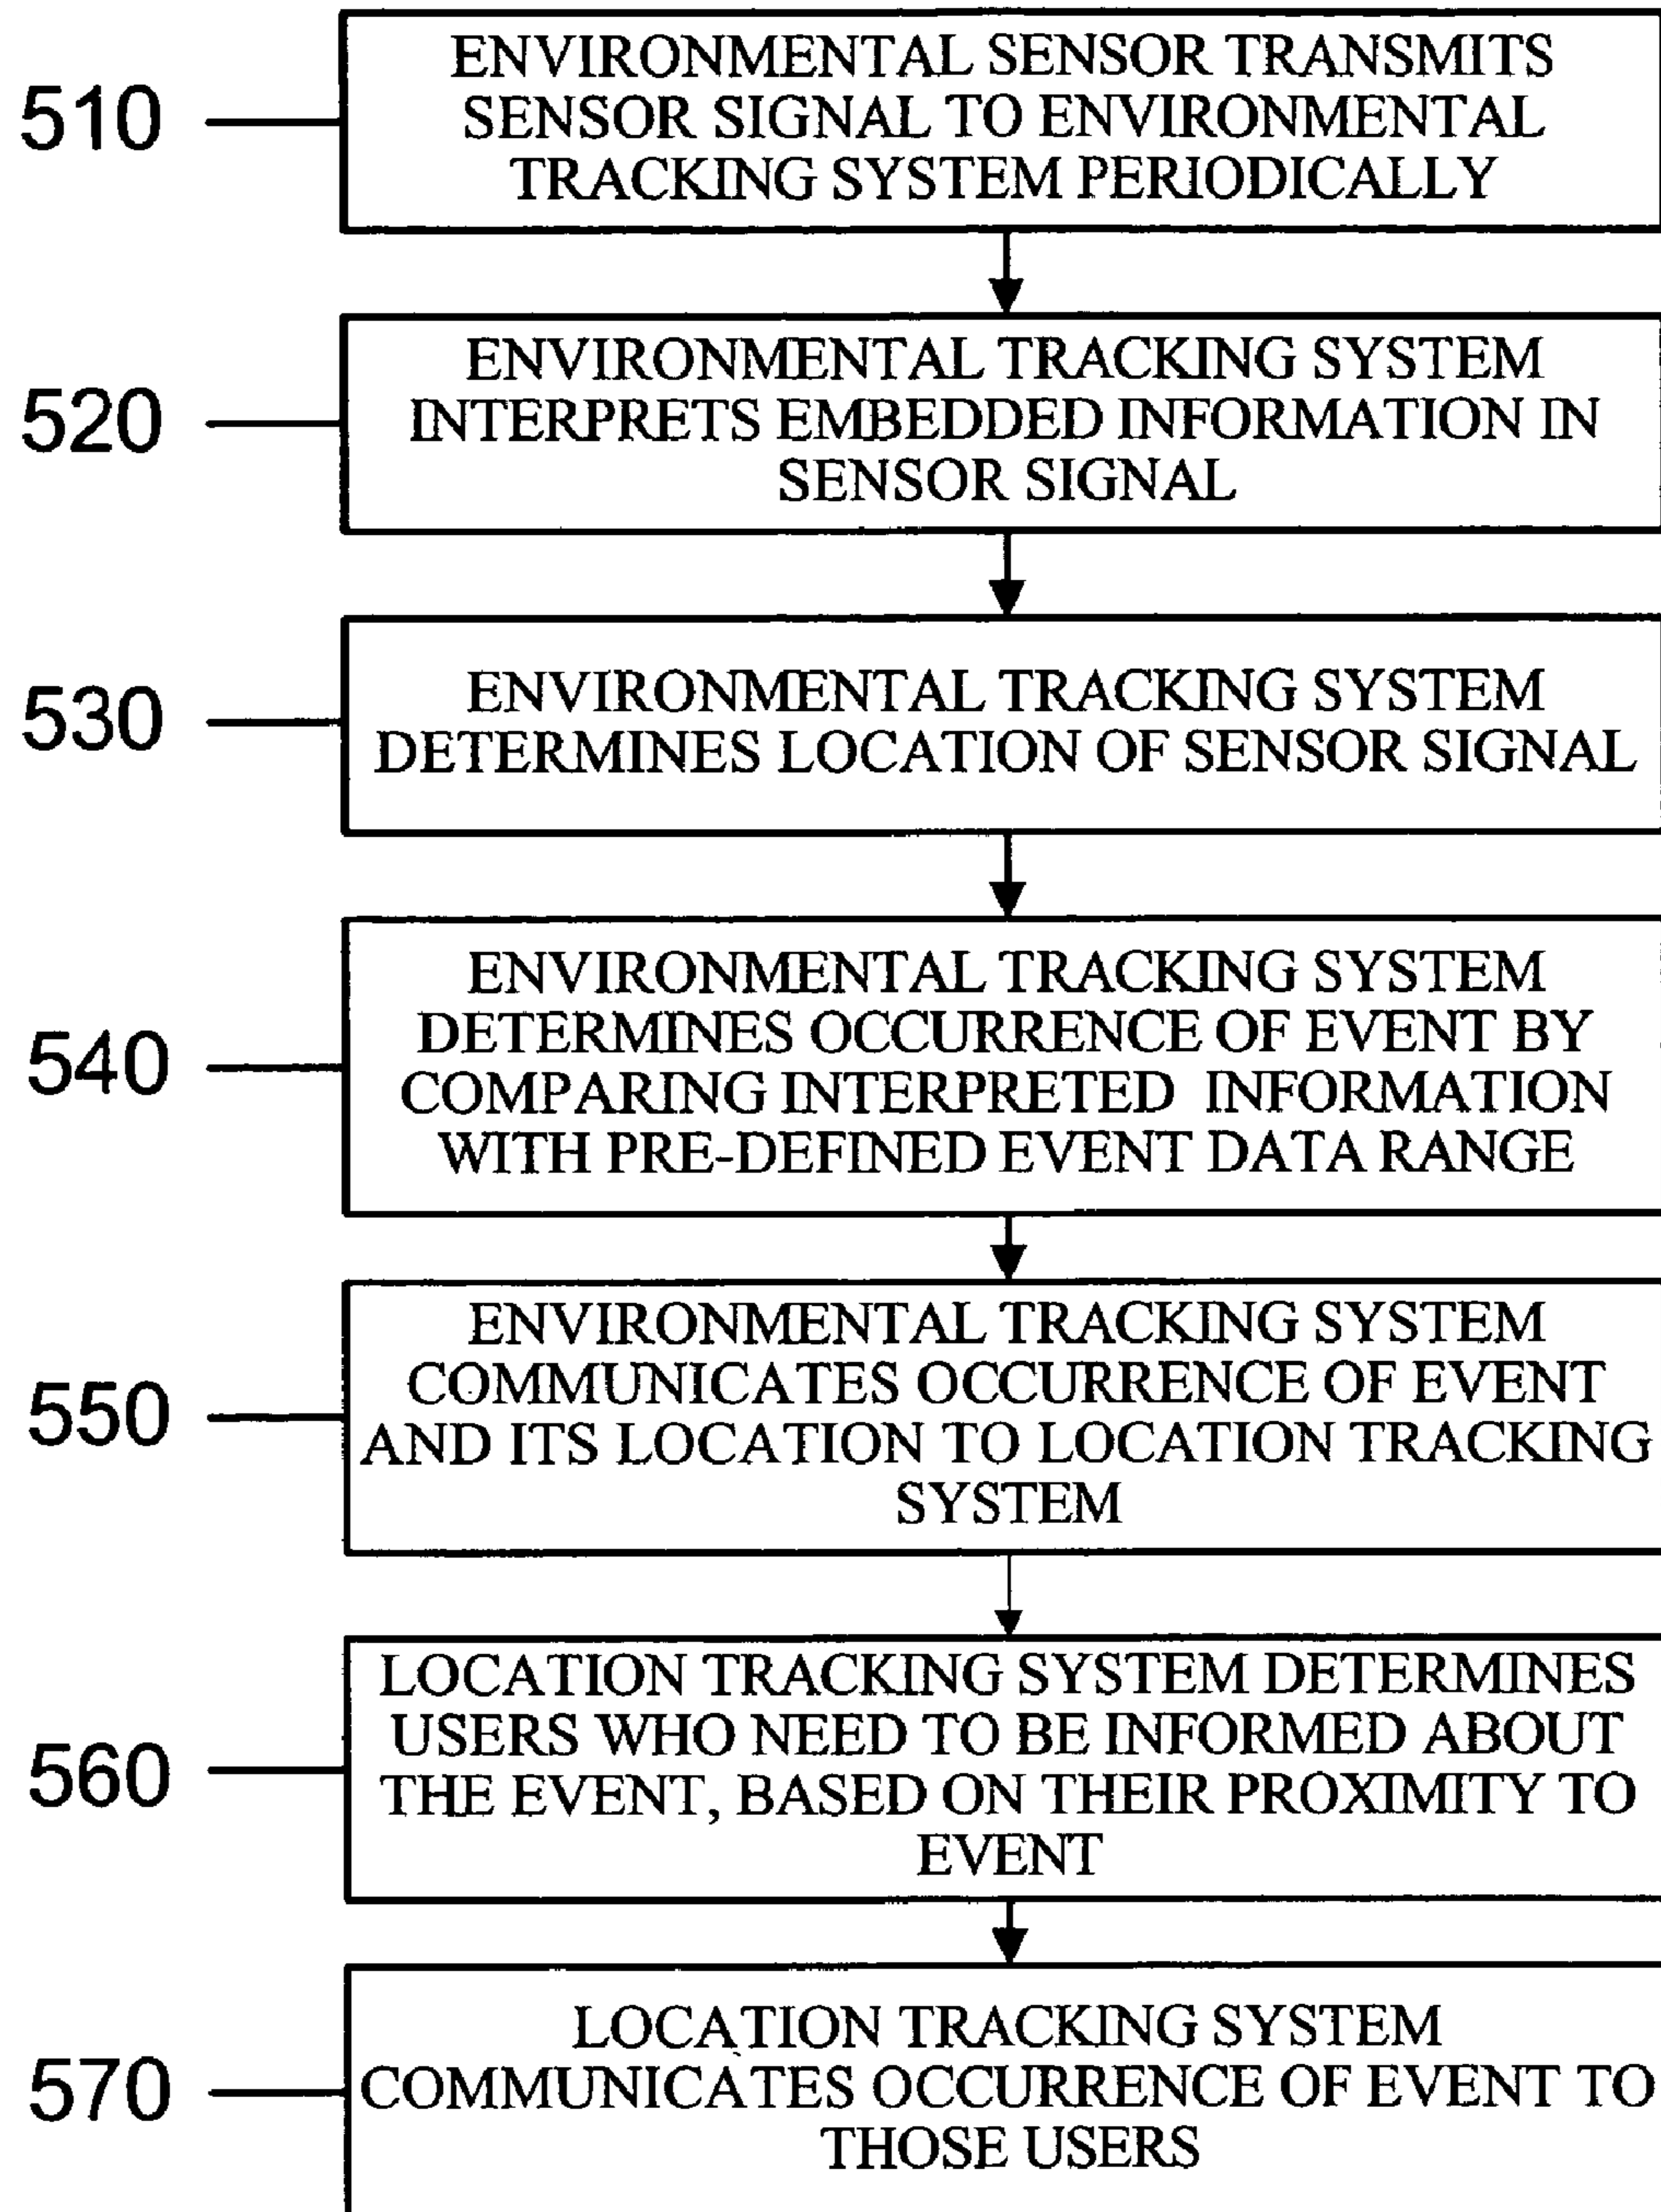 510
ENVIRONMENTAL SENSOR TRANSMITS
SENSOR SIGNAL TO ENVIRONMENTAL
TRACKING SYSTEM PERIODICALLY
520
ENVIRONMENTAL TRACKING SYSTEM
INTERPRETS EMBEDDED INFORMATION IN
SENSOR SIGNAL
530
ENVIRONMENTAL TRACKING SYSTEM
DETERMINES LOCATION OF SENSOR SIGNAL
540
ENVIRONMENTAL TRACKING SYSTEM
DETERMINES OCCURRENCE OF EVENT BY
COMPARING INTERPRETED INFORMATION
WITH PRE-DEFINED EVENT DATA RANGE
550
ENVIRONMENTAL TRACKING SYSTEM
COMMUNICATES OCCURRENCE OF EVENT
AND ITS LOCATION TO LOCATION TRACKING
SYSTEM
560
LOCATION TRACKING SYSTEM DETERMINES
USERS WHO NEED TO BE INFORMED ABOUT
THE EVENT, BASED ON THEIR PROXIMITY TO
EVENT
570
LOCATION TRACKING SYSTEM
COMMUNICATES OCCURRENCE OF EVENT TO
THOSE USERS